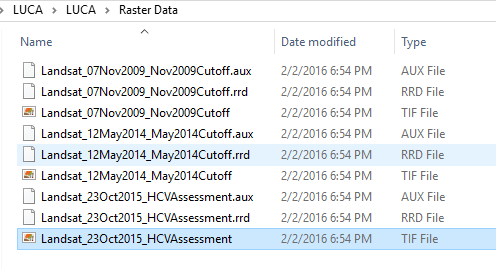 LUCA > LUCA > Raster Data
Name Date modified Type
Landsat_07Nov2009_Nov2009Cutoff.aux 2/2/2016 6:54 PM AUX File
Landsat_07Nov2009_Nov2009Cutoff.rrd 2/2/2016 6:54 PM RRD File
Landsat_07Nov2009_Nov2009Cutoff 2/2/2016 6:54 PM TIF File
Landsat_12May2014_May2014Cutoff.aux 2/2/2016 6:54 PM AUX File
Landsat_12May2014_May2014Cutoff.rrd 2/2/2016 6:54 PM RRD File
Landsat_12May2014_May2014Cutoff 2/2/2016 6:54 PM TIF File
Landsat_23Oct2015_HCVAssessment.aux 2/2/2016 6:54 PM AUX File
Landsat_23Oct2015_HCVAssessment.rrd 2/2/2016 6:54 PM RRD File
Landsat_23Oct2015_HCVAssessment 2/2/2016 6:54 PM TIF File